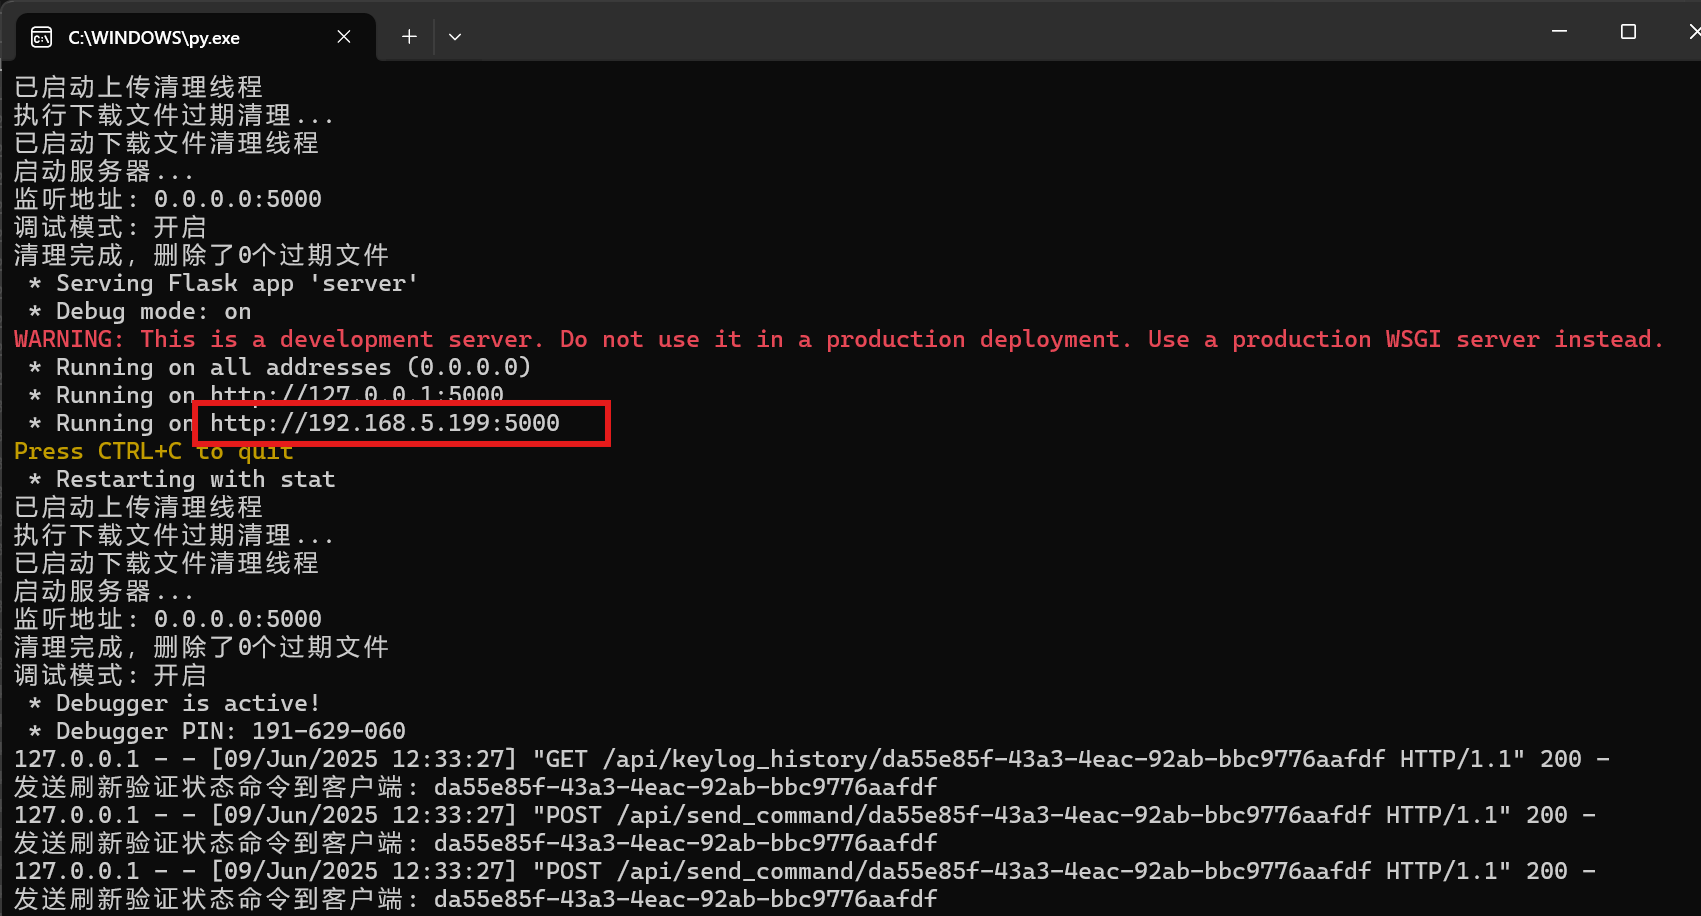 C:\WINDOWS\py.exe
已启动上传清理线程
执行下载文件过期清理...
已启动下载文件清理线程
启动服务器...
监听地址: 0.0.0.0:5000
调试模式: 开启
清理完成, 删除了0个过期文件
* Serving Flask app 'server'
* Debug mode: on
WARNING: This is a development server. Do not use it in a production deployment. Use a production WSGI server instead.
* Running on all addresses (0.0.0.0)
* Running on http://127.0.0.1:5000
* Running on http://192.168.5.199:5000
Press CTRL+C to quit
* Restarting with stat
已启动上传清理线程
执行下载文件过期清理...
已启动下载文件清理线程
启动服务器...
监听地址: 0.0.0.0:5000
清理完成, 删除了0个过期文件
调试模式: 开启
* Debugger is active!
* Debugger PIN: 191-629-060
127.0.0.1 - - [09/Jun/2025 12:33:27] "GET /api/keylog_history/da55e85f-43a3-4eac-92ab-bbc9776aafdf HTTP/1.1" 200 -
发送刷新验证状态命令到客户端: da55e85f-43a3-4eac-92ab-bbc9776aafdf
127.0.0.1 - - [09/Jun/2025 12:33:27] "POST /api/send_command/da55e85f-43a3-4eac-92ab-bbc9776aafdf HTTP/1.1" 200 -
发送刷新验证状态命令到客户端: da55e85f-43a3-4eac-92ab-bbc9776aafdf
127.0.0.1 - - [09/Jun/2025 12:33:27] "POST /api/send_command/da55e85f-43a3-4eac-92ab-bbc9776aafdf HTTP/1.1" 200 -
发送刷新验证状态命令到客户端: da55e85f-43a3-4eac-92ab-bbc9776aafdf